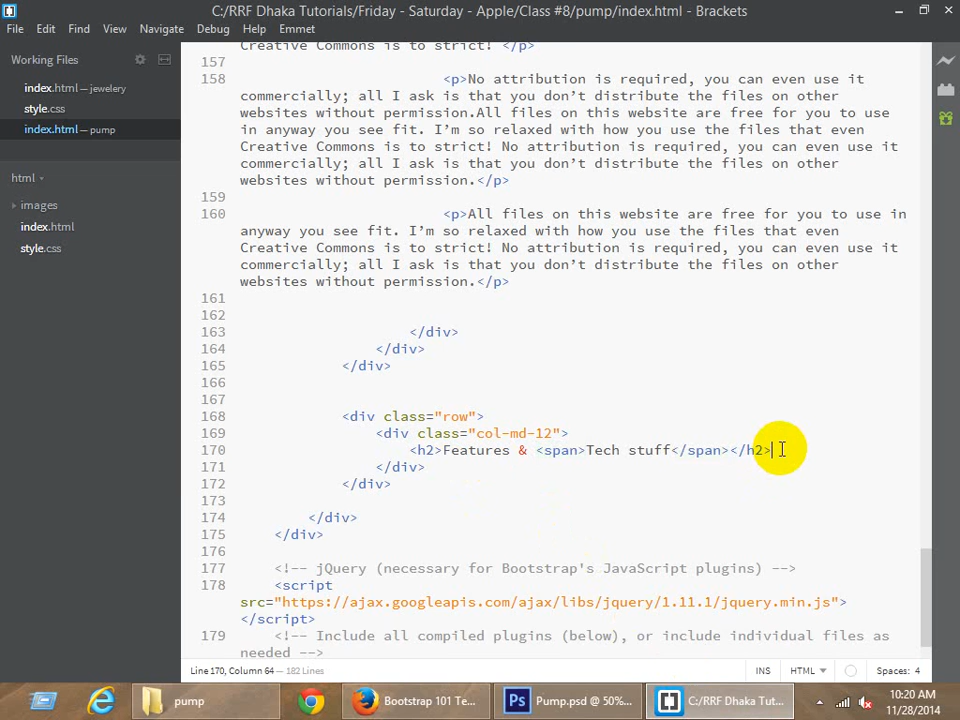 C:/RRF Dhaka Tutorials/Friday - Saturday - Apple/Class #8/pump/index.html - Brackets
File Edit Find View Navigate Debug Help Emmet
Working Files
index.html — jewelery
style.css
index.html — pump
html
images
index.html
style.css
Creative Commons is to strict! </p>
157
158 <p>No attribution is required, you can even use it
commercially; all I ask is that you don’t distribute the files on other
websites without permission.All files on this website are free for you to use
in anyway you see fit. I’m so relaxed with how you use the files that even
Creative Commons is to strict! No attribution is required, you can even use it
commercially; all I ask is that you don’t distribute the files on other
websites without permission.</p>
159
160 <p>All files on this website are free for you to use in
anyway you see fit. I’m so relaxed with how you use the files that even
Creative Commons is to strict! No attribution is required, you can even use it
commercially; all I ask is that you don’t distribute the files on other
websites without permission.</p>
161
162
163 </div>
164 </div>
165 </div>
166
167
168 <div class="row">
169 <div class="col-md-12">
170 <h2>Features & <span>Tech stuff</span></h2>
171 </div>
172 </div>
173
174 </div>
175 </div>
176
177 <!-- jQuery (necessary for Bootstrap's JavaScript plugins) -->
178 <script
src="https://ajax.googleapis.com/ajax/libs/jquery/1.11.1/jquery.min.js">
</script>
179 <!-- Include all compiled plugins (below), or include individual files as
needed -->
Line 170, Column 64 — 182 Lines
INS HTML Spaces: 4
pump
Bootstrap 101 Te...
Pump.psd @ 50%...
C:/RRF Dhaka Tut...
10:20 AM
11/28/2014